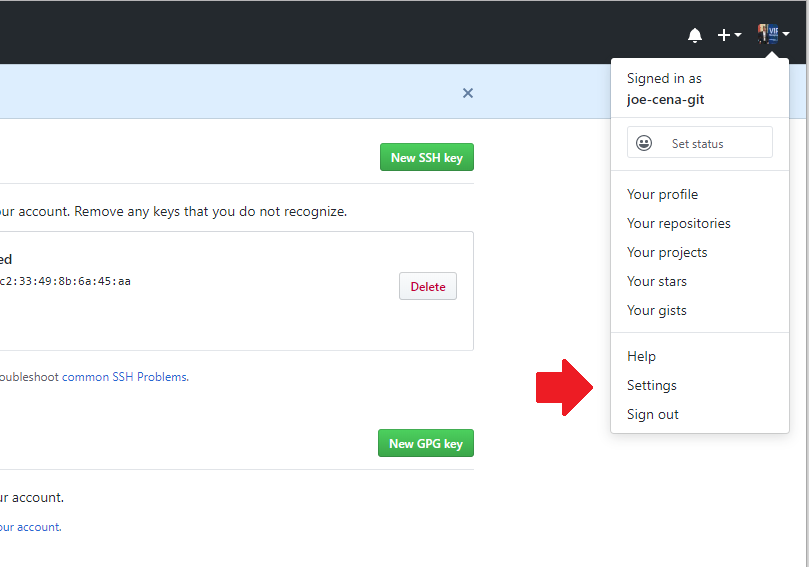 Signed in as
joe-cena-git
Set status
Your profile
Your repositories
Your projects
Your stars
Your gists
Help
Settings
Sign out
New SSH key
our account. Remove any keys that you do not recognize.
ed
c2:33:49:8b:6a:45:aa
Delete
oubleshoot common SSH Problems.
New GPG key
ur account.
our account.